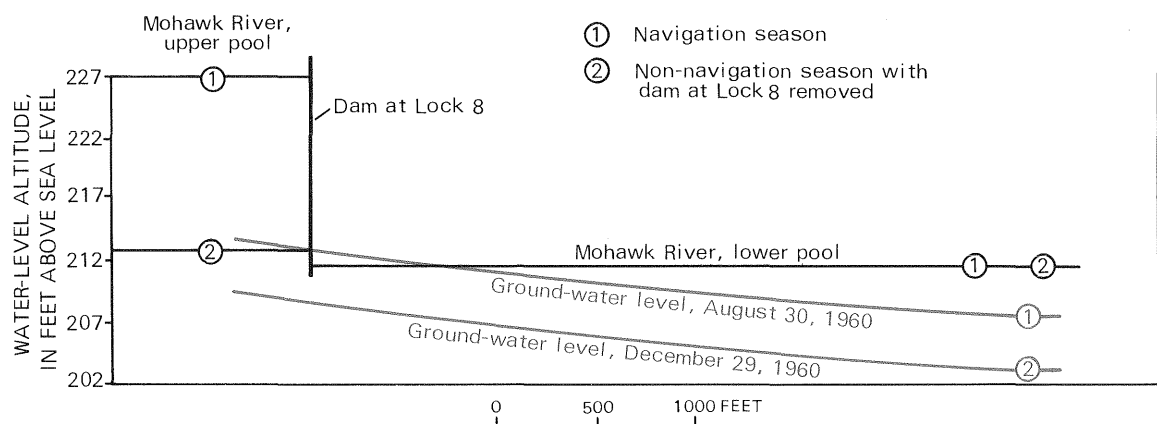 Mohawk River,
upper pool
① Navigation season
② Non-navigation season with
dam at Lock 8 removed
WATER-LEVEL ALTITUDE,
IN FEET ABOVE SEA LEVEL
227
222
217
212
207
202
①
Dam at Lock 8
②
Mohawk River, lower pool
① ②
Ground-water level, August 30, 1960
①
Ground-water level, December 29, 1960
②
0 500 1000 FEET